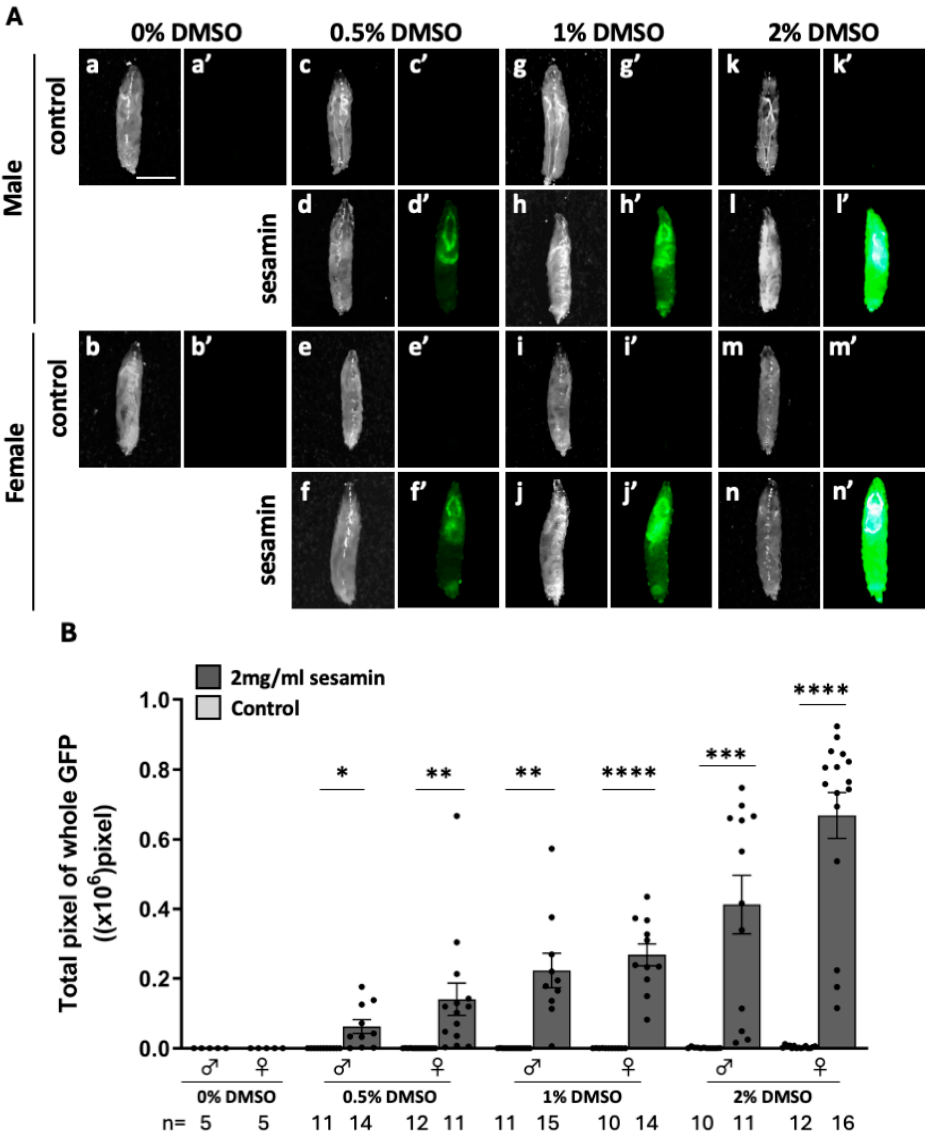 A
0% DMSO 0.5% DMSO 1% DMSO 2% DMSO
Male
control
a a’ c c’ g g’ k k’
sesamin
d d’ h h’ l l’
Female
control
b b’ e e’ i i’ m m’
sesamin
f f’ j j’ n n’
B
2mg/ml sesamin
Control
Total pixel of whole GFP
((x10⁶)pixel)
1.0
0.8
0.6
0.4
0.2
0.0
* ** ** **** *** ****
♂ ♀ ♂ ♀ ♂ ♀ ♂ ♀
0% DMSO 0.5% DMSO 1% DMSO 2% DMSO
n= 5 5 11 14 12 11 11 15 10 14 10 11 12 16